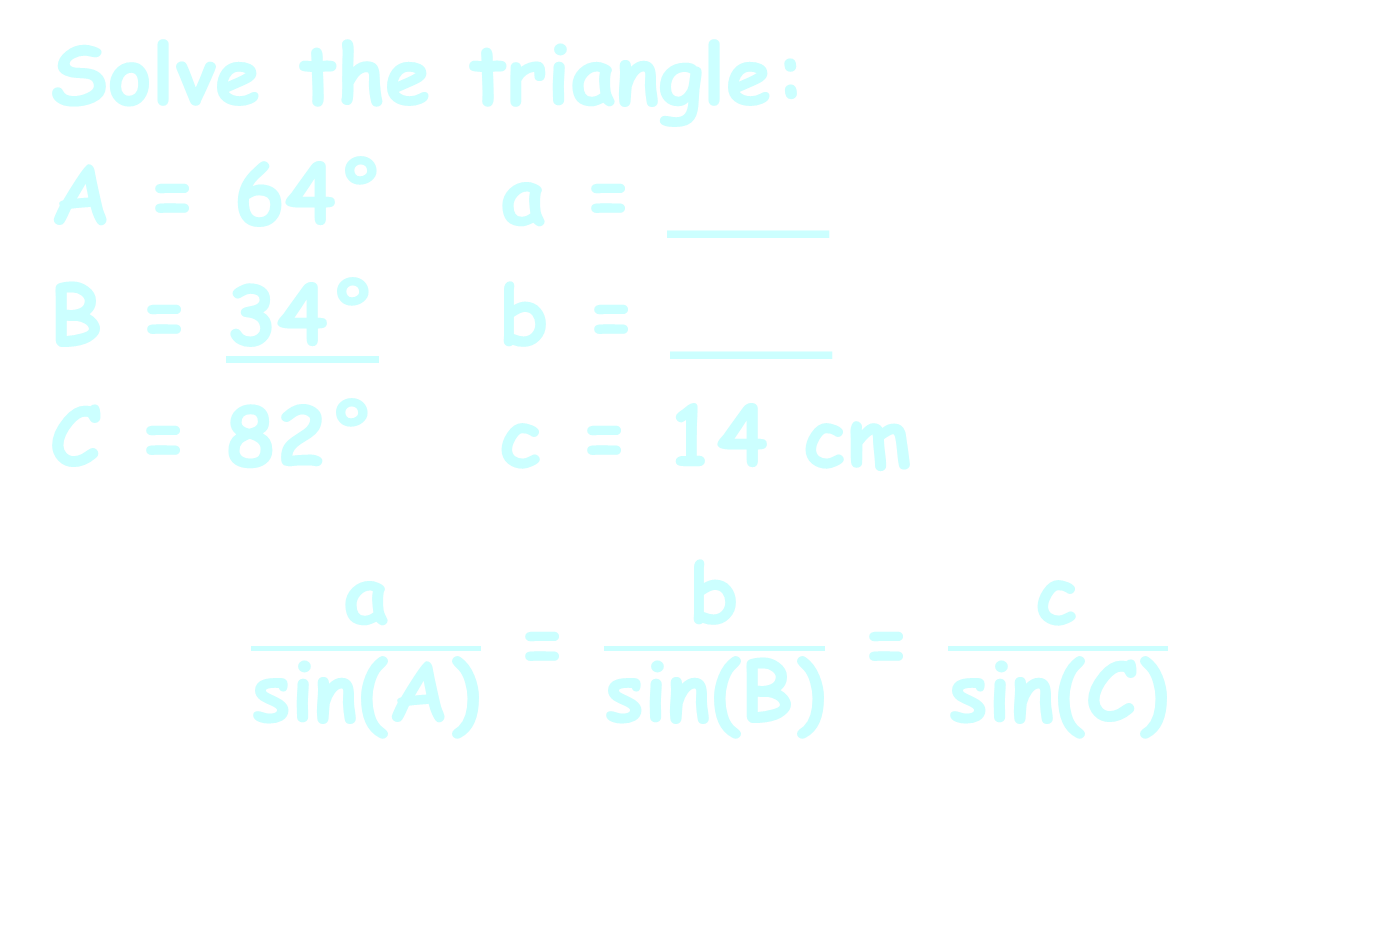 Solve the triangle:
A = 64° a = ____
B = 34° b = ____
C = 82° c = 14 cm
a/sin(A) = b/sin(B) = c/sin(C)